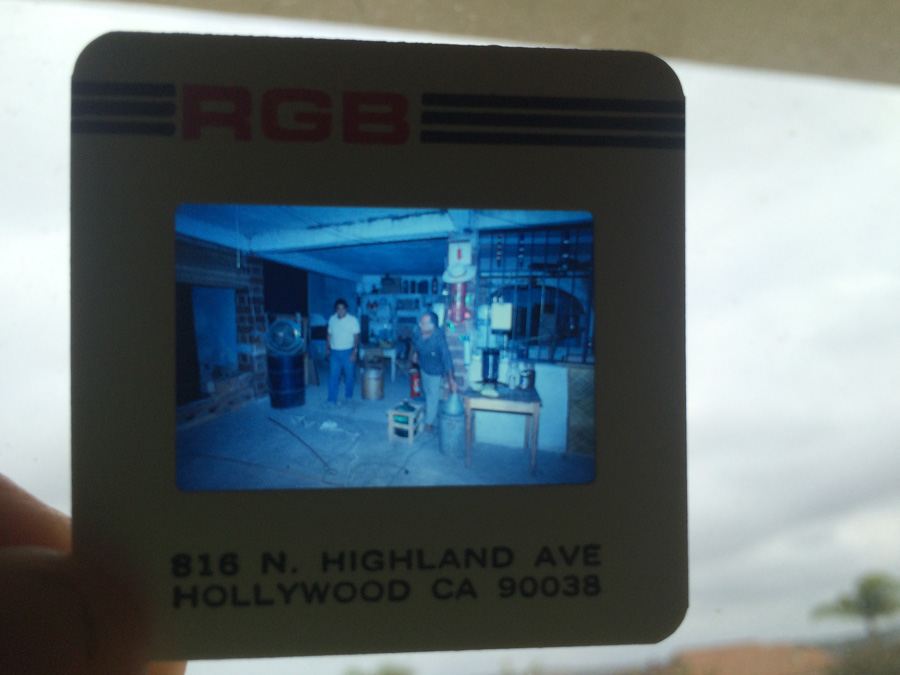 RGB
816 N. HIGHLAND AVE
HOLLYWOOD CA 90038